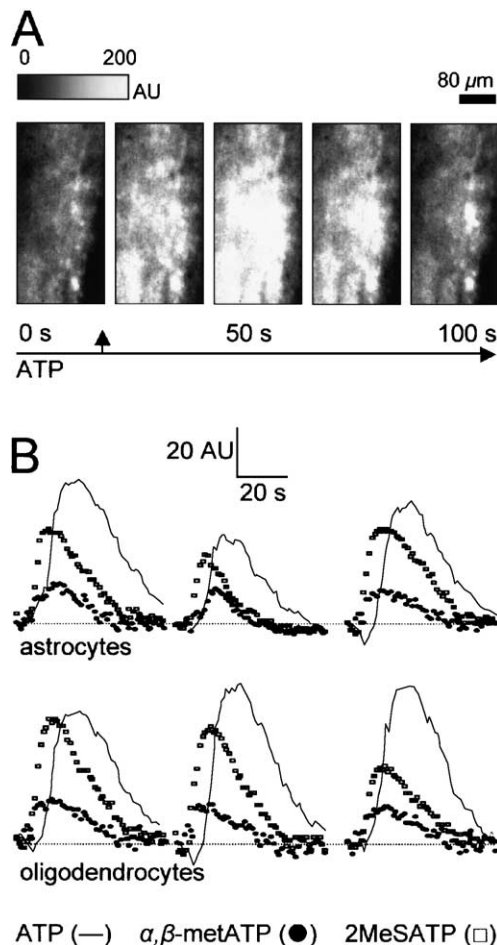 A
0 200
AU
80 μm
0 s 50 s 100 s
ATP
B
20 AU
20 s
astrocytes
oligodendrocytes
ATP (—) α,β-metATP (●) 2MeSATP (□)